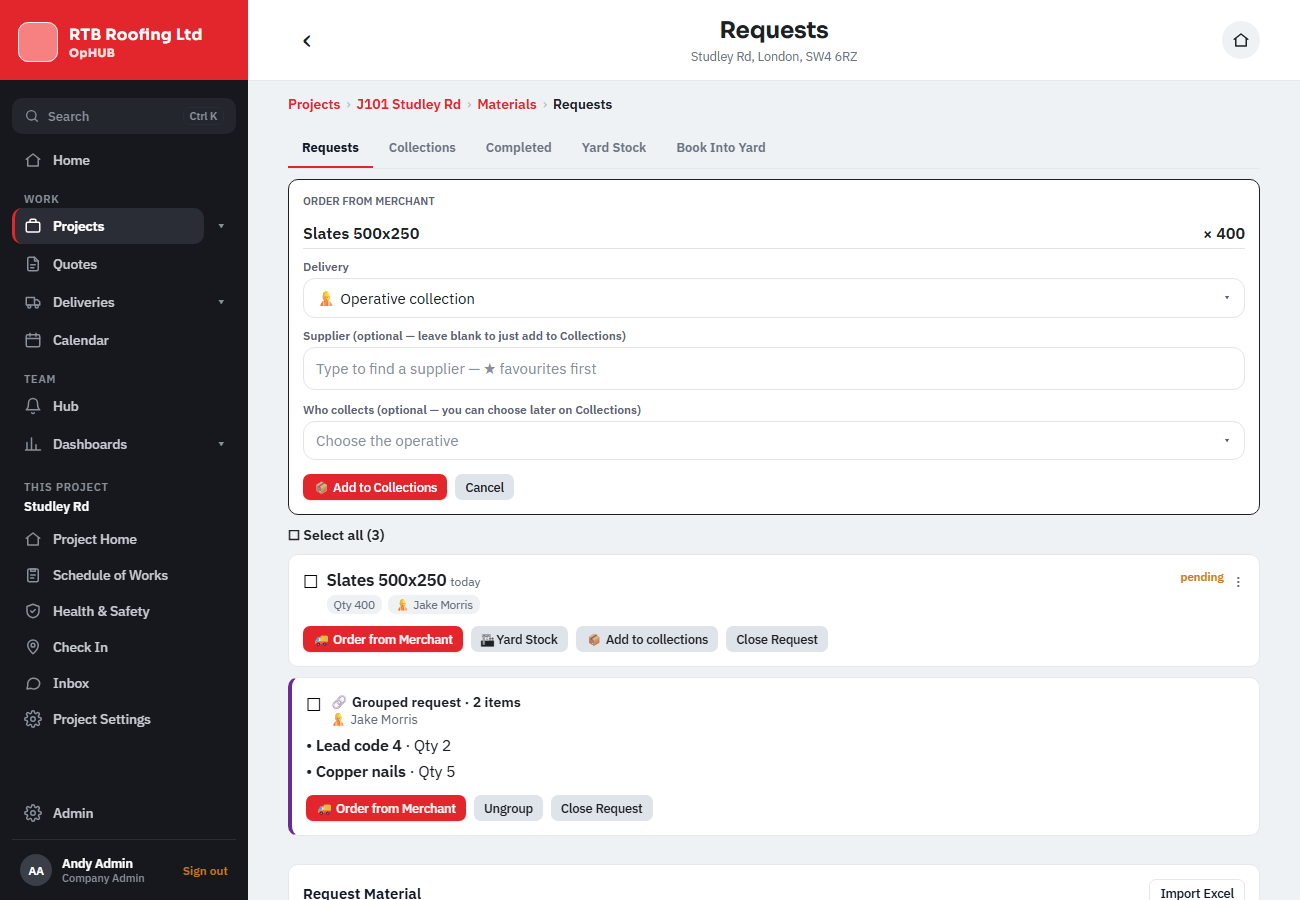 RTB Roofing Ltd
OpHUB
Search Ctrl K
Home
WORK
Projects
Quotes
Deliveries
Calendar
TEAM
Hub
Dashboards
THIS PROJECT
Studley Rd
Project Home
Schedule of Works
Health & Safety
Check In
Inbox
Project Settings
Admin
AA
Andy Admin
Company Admin
Sign out
Requests
Studley Rd, London, SW4 6RZ
Projects › J101 Studley Rd › Materials › Requests
Requests Collections Completed Yard Stock Book Into Yard
ORDER FROM MERCHANT
Slates 500x250 × 400
Delivery
Operative collection
Supplier (optional — leave blank to just add to Collections)
Type to find a supplier — ★ favourites first
Who collects (optional — you can choose later on Collections)
Choose the operative
Add to Collections Cancel
Select all (3)
Slates 500x250 today pending
Qty 400 Jake Morris
Order from Merchant Yard Stock Add to collections Close Request
Grouped request · 2 items
Jake Morris
• Lead code 4 · Qty 2
• Copper nails · Qty 5
Order from Merchant Ungroup Close Request
Request Material Import Excel